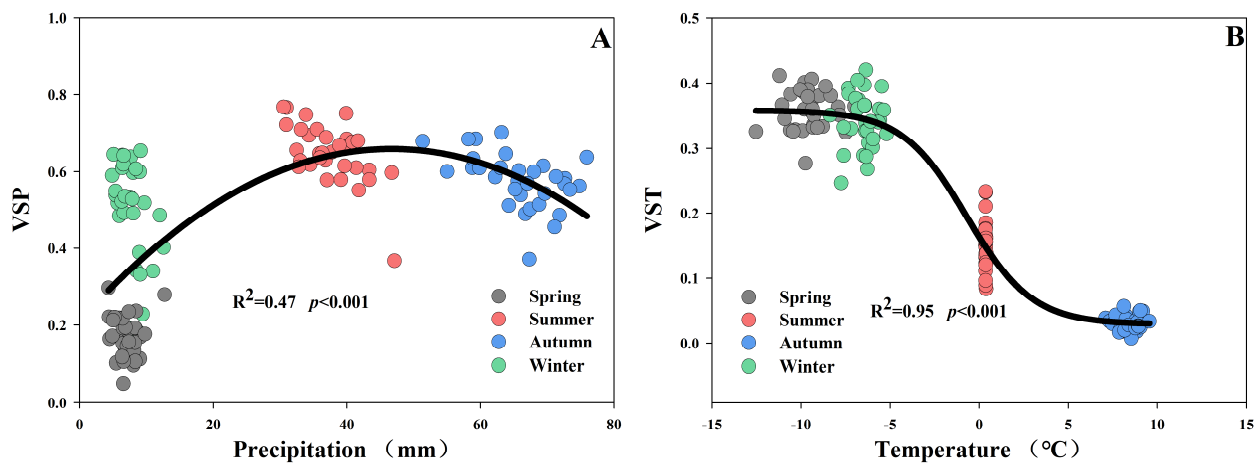 A
1.0
0.8
0.6
0.4
0.2
0.0
VSP
R²=0.47 p<0.001
Spring
Summer
Autumn
Winter
0
20
40
60
80
Precipitation（mm）
B
0.5
0.4
0.3
0.2
0.1
0.0
VST
R²=0.95 p<0.001
Spring
Summer
Autumn
Winter
-15
-10
-5
0
5
10
15
Temperature（°C）